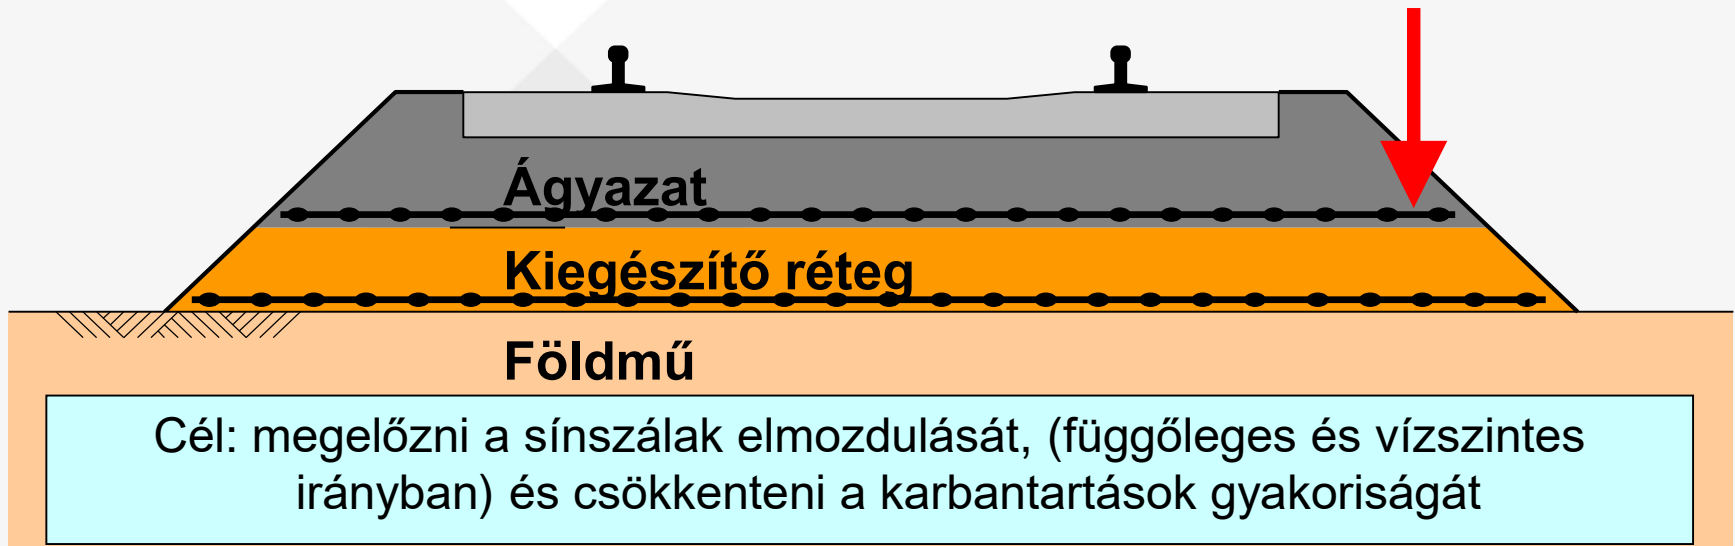 Ágyazat
Kiegészítő réteg
Földmű
Cél: megelőzni a sínszálak elmozdulását, (függőleges és vízszintes
irányban) és csökkenteni a karbantartások gyakoriságát